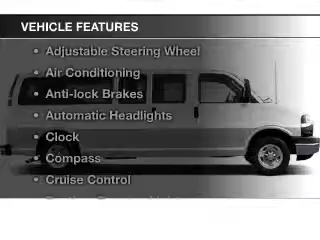 VEHICLE FEATURES
• Adjustable Steering Wheel
• Air Conditioning
• Anti-lock Brakes
• Automatic Headlights
• Clock
• Compass
• Cruise Control